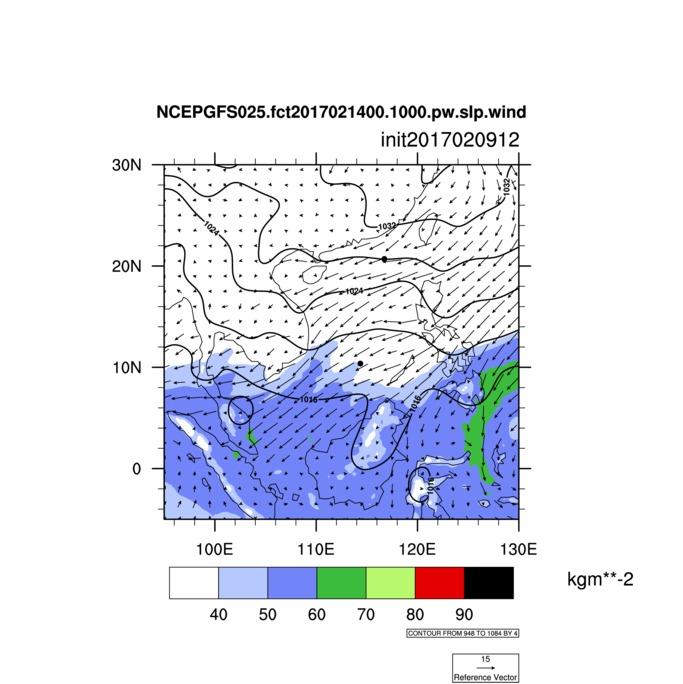 NCEPGFS025.fct2017021400.1000.pw.slp.wind
init2017020912
30N
20N
10N
0
1032
1032
1024
1024
1016
1016
1016
100E
110E
120E
130E
kgm**-2
40
50
60
70
80
90
CONTOUR FROM 948 TO 1084 BY 4
15
Reference Vector